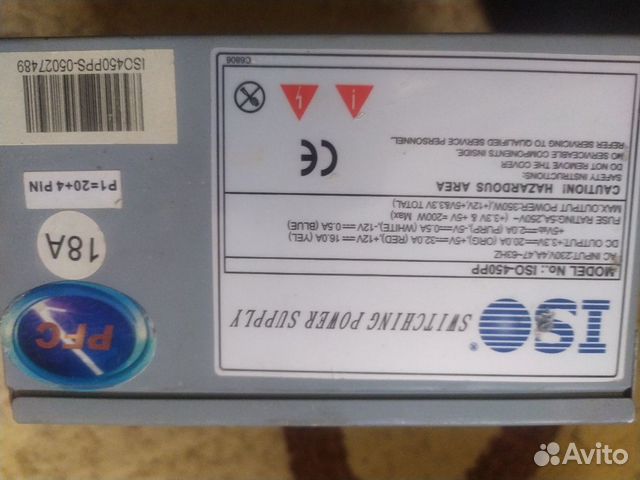 ISO®
SWITCHING POWER SUPPLY
MODEL No.: ISO-450PP
AC INPUT:230V,4A,47-63HZ
DC OUTPUT:+3.3V⎓20.0A (ORG),+5V⎓32.0A (RED),+12V⎓16.0A (YEL)
+5Vsb⎓2.0A (PURP),-5V⎓0.5A (WHITE),-12V⎓0.5A (BLUE)
FUSE RATING:5A,250V~ (+3.3V & +5V =200W Max)
MAX.OUTPUT POWER:350W,(+12V+5V&3.3V TOTAL)
CAUTION! HAZARDOUS AREA
SAFETY INSTRUCTIONS:
DO NOT REMOVE THE COVER
NO SERVICEABLE COMPONENTS INSIDE.
REFER SERVICING TO QUALIFIED SERVICE PERSONNEL.
CE
C6806
PFC
18A
P1=20+4 PIN
ISO450PPS-05027489
Avito